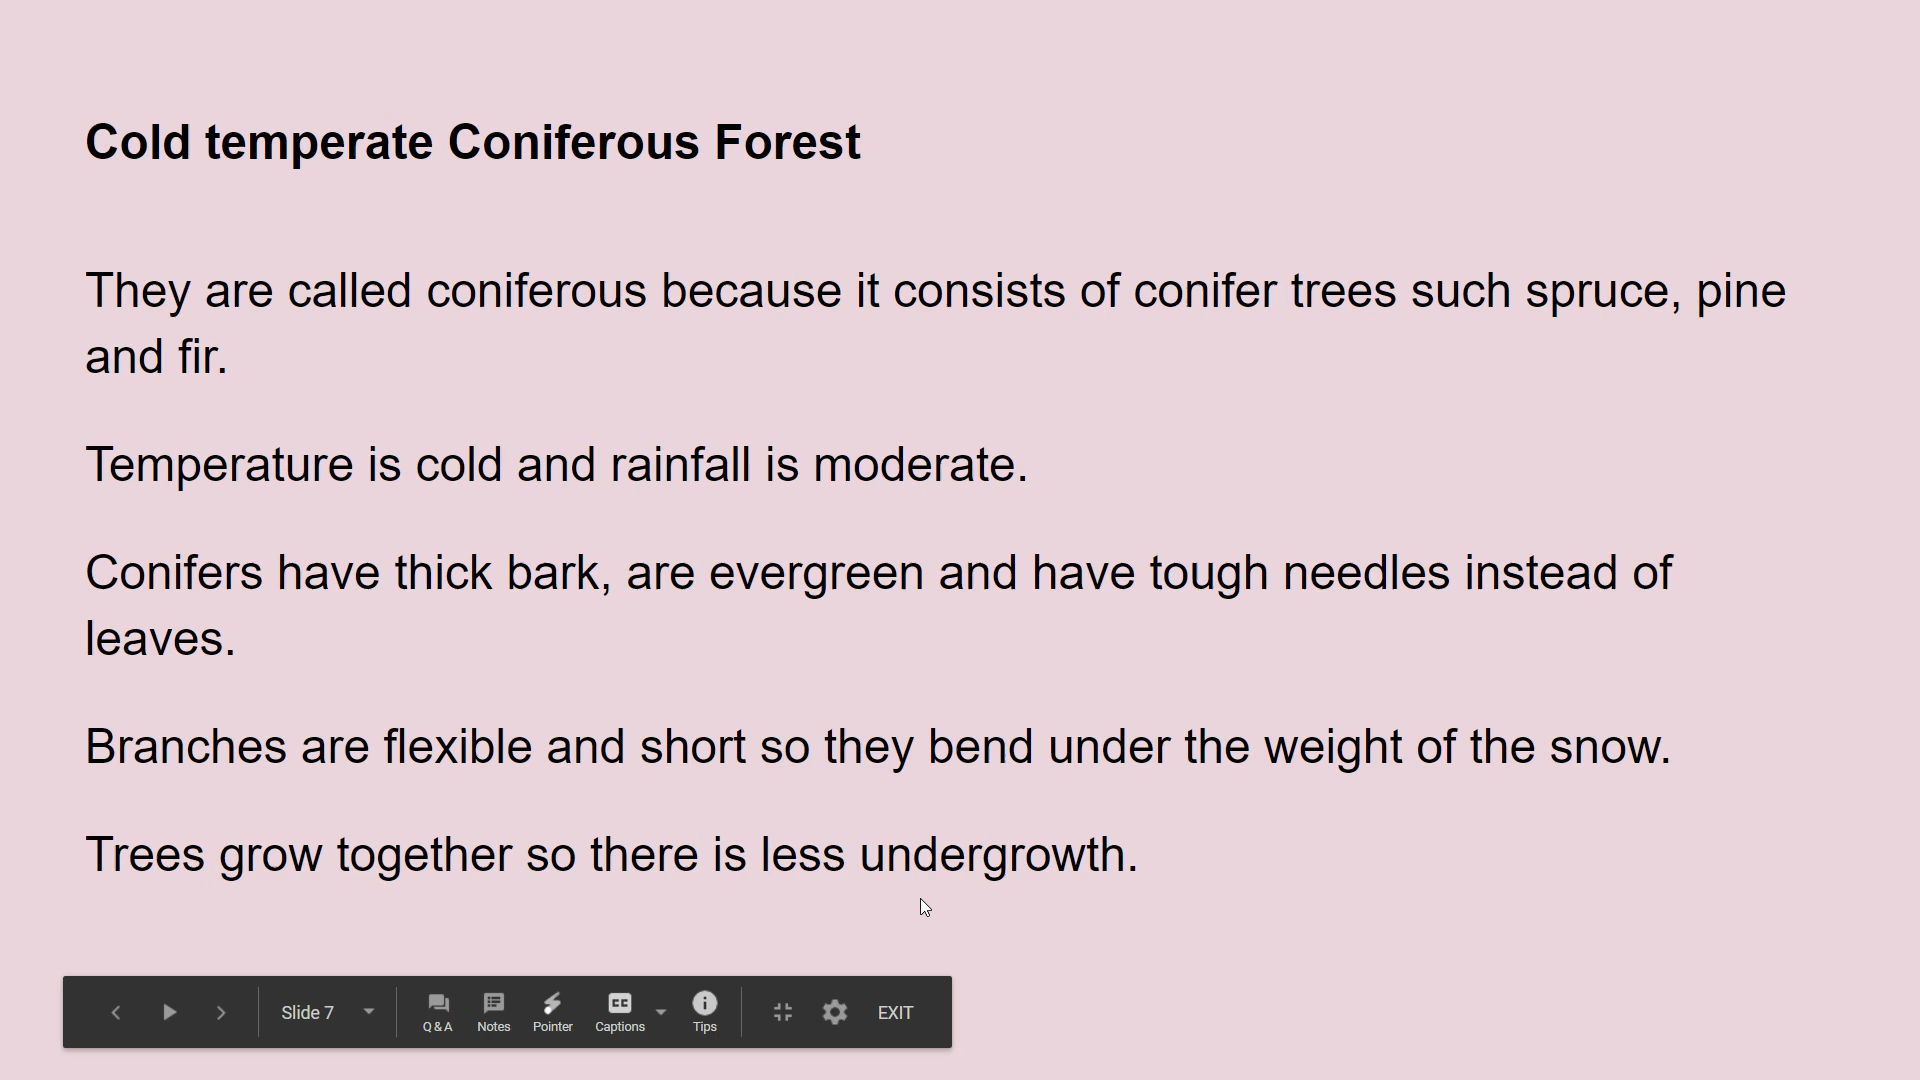 Cold temperate Coniferous Forest
They are called coniferous because it consists of conifer trees such spruce, pine
and fir.
Temperature is cold and rainfall is moderate.
Conifers have thick bark, are evergreen and have tough needles instead of
leaves.
Branches are flexible and short so they bend under the weight of the snow.
Trees grow together so there is less undergrowth.
Slide 7
Q & A
Notes
Pointer
CC
Captions
Tips
EXIT